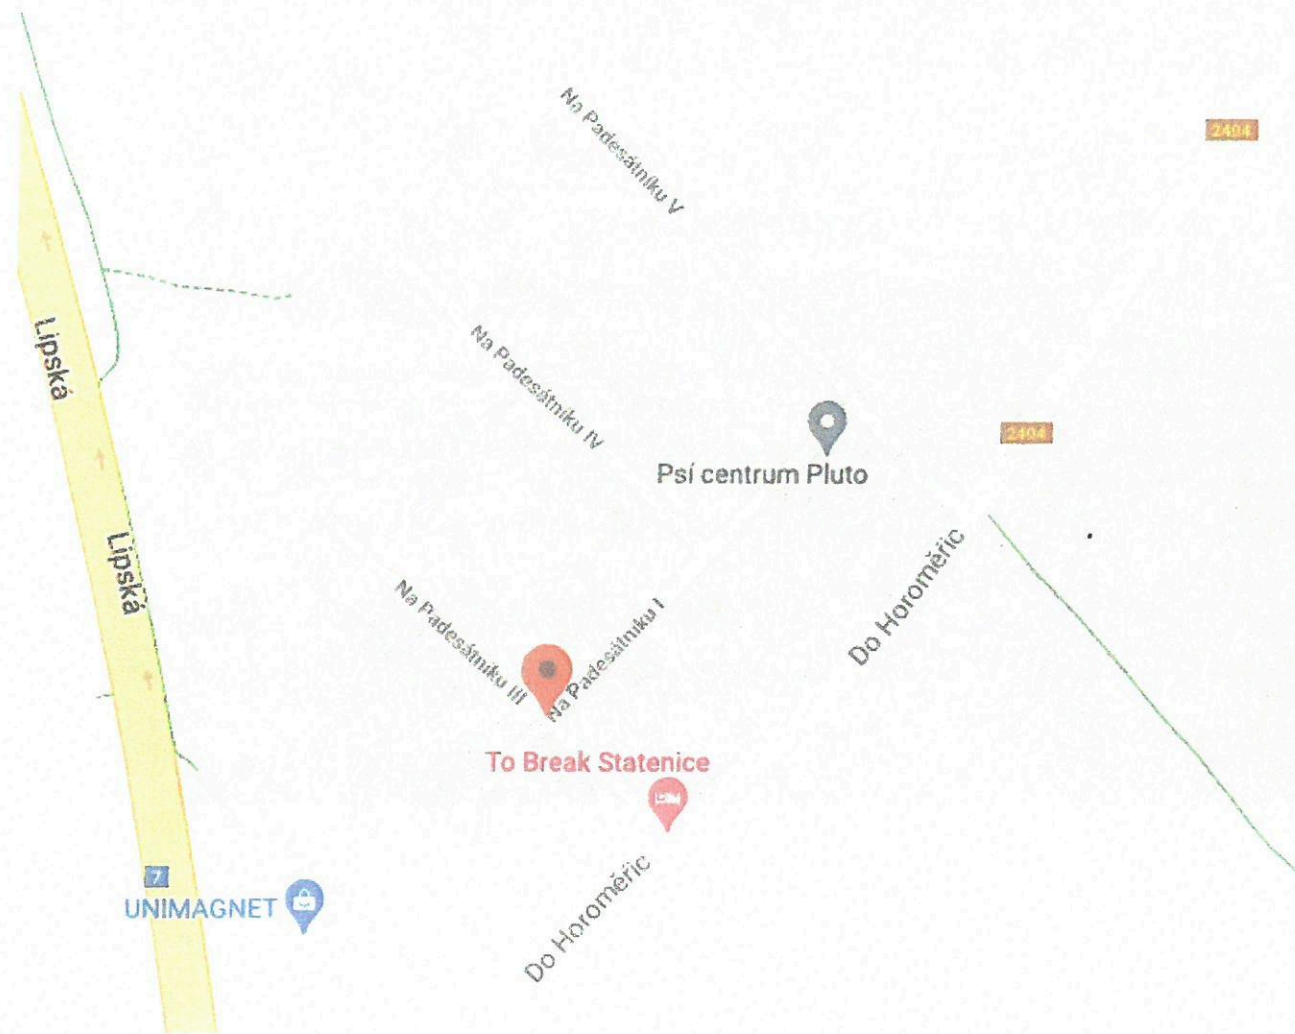 Na Padesátníku V
2404
Lipská
Na Padesátníku IV
2404
Psí centrum Pluto
Lipská
Do Horoměřic
Na Padesátníku III
Na Padesátníku I
To Break Statenice
7
UNIMAGNET
Do Horoměřic